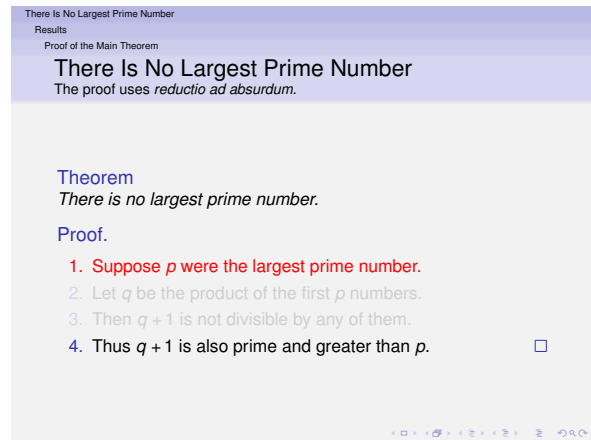 There Is No Largest Prime Number
Results
Proof of the Main Theorem
There Is No Largest Prime Number
The proof uses reductio ad absurdum.
Theorem
There is no largest prime number.
Proof.
1. Suppose p were the largest prime number.
2. Let q be the product of the first p numbers.
3. Then q + 1 is not divisible by any of them.
4. Thus q + 1 is also prime and greater than p.